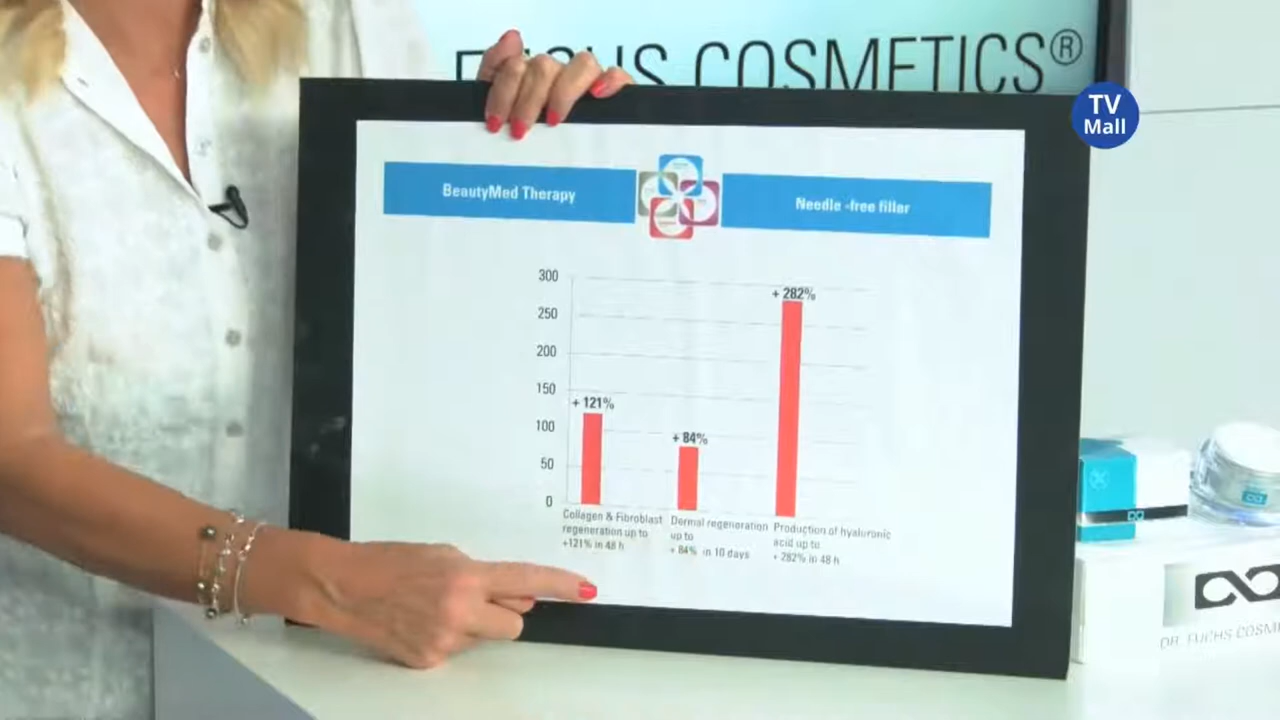 FUCHS COSMETICS®
TV
Mall
BeautyMed Therapy
Needle -free filler
300
250
200
150
100
50
0
+ 121%
+ 84%
+ 282%
Collagen & Fibroblast
regeneration up to
+121% in 48 h
Dermal regeneration
up to
+ 84% in 10 days
Production of hyaluronic
acid up to
+ 282% in 48 h
DR. FUCHS COSME